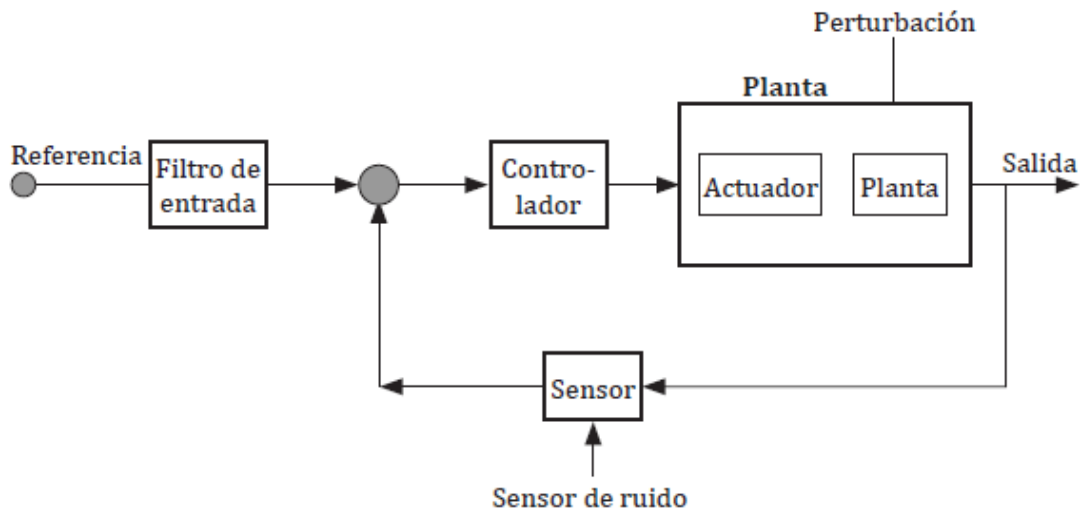 Perturbación
Planta
Referencia
Filtro de
entrada
Contro-
lador
Actuador
Planta
Salida
Sensor
Sensor de ruido